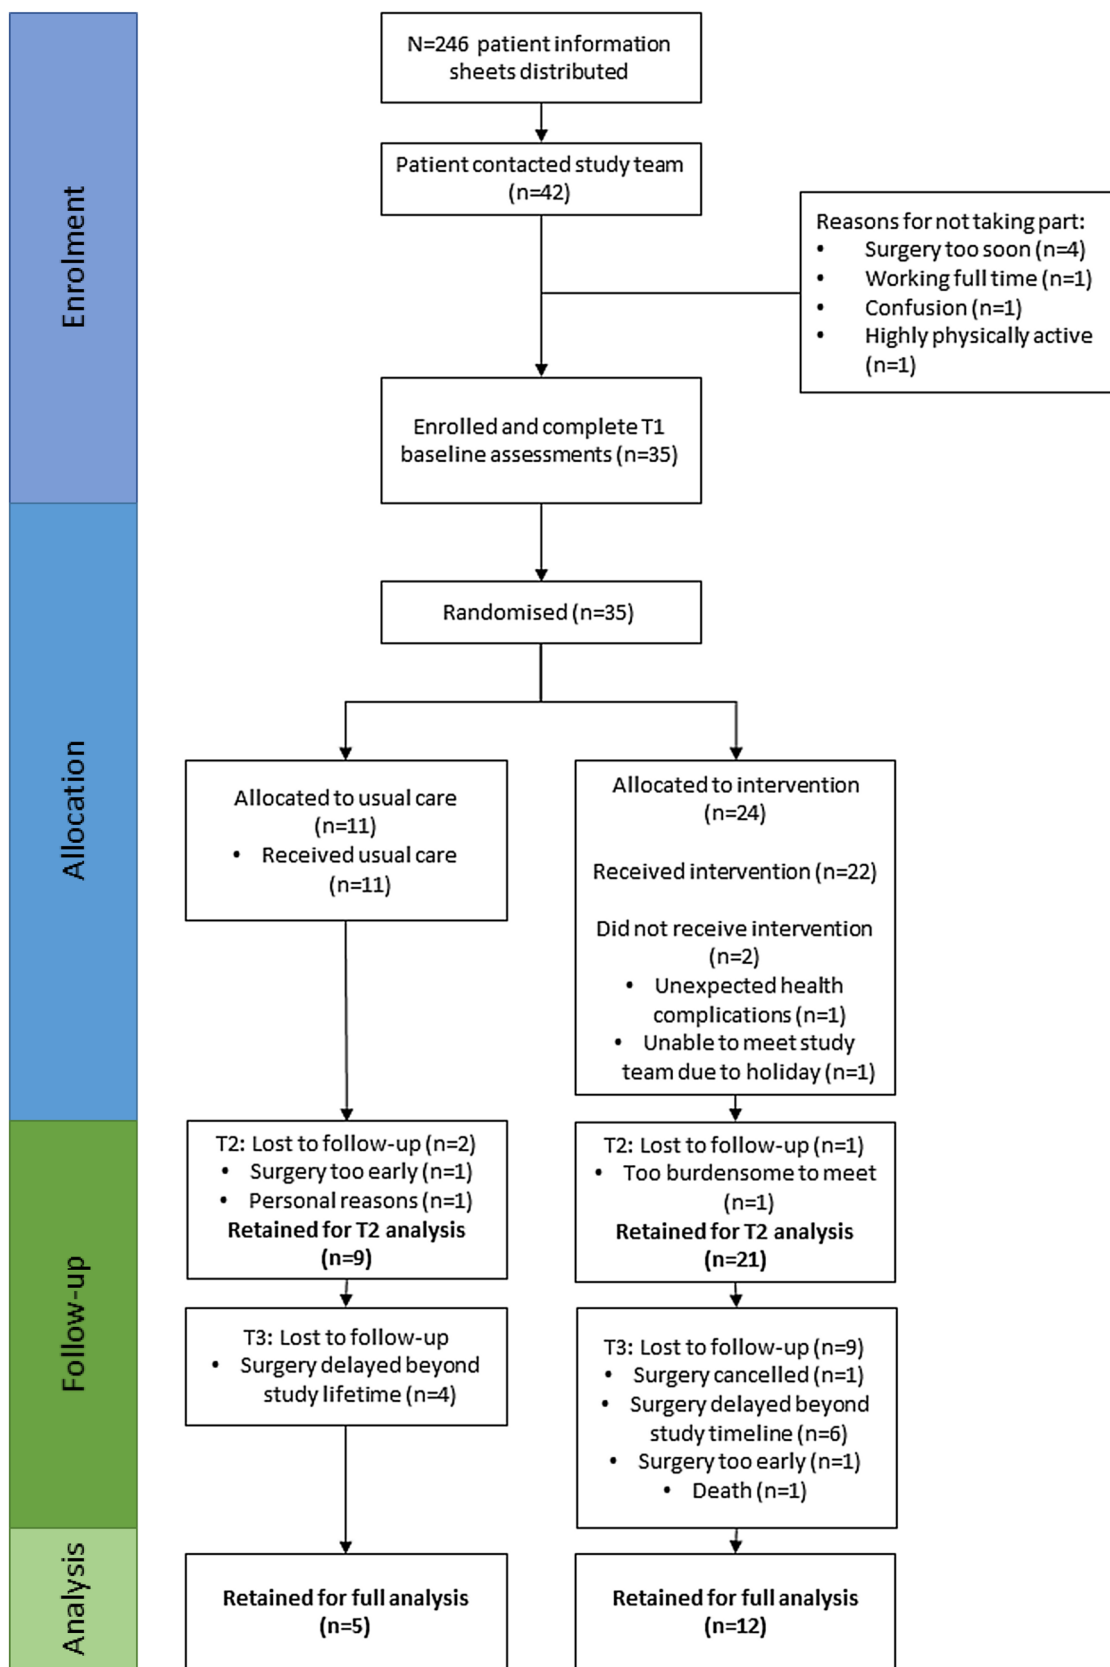 Enrolment
N=246 patient information
sheets distributed
Patient contacted study team
(n=42)
Reasons for not taking part:
• Surgery too soon (n=4)
• Working full time (n=1)
• Confusion (n=1)
• Highly physically active
(n=1)
Enrolled and complete T1
baseline assessments (n=35)
Allocation
Randomised (n=35)
Allocated to usual care
(n=11)
• Received usual care
(n=11)
Allocated to intervention
(n=24)
Received intervention (n=22)
Did not receive intervention
(n=2)
• Unexpected health
complications (n=1)
• Unable to meet study
team due to holiday (n=1)
Follow-up
T2: Lost to follow-up (n=2)
• Surgery too early (n=1)
• Personal reasons (n=1)
Retained for T2 analysis
(n=9)
T2: Lost to follow-up (n=1)
• Too burdensome to meet
(n=1)
Retained for T2 analysis
(n=21)
T3: Lost to follow-up
• Surgery delayed beyond
study lifetime (n=4)
T3: Lost to follow-up (n=9)
• Surgery cancelled (n=1)
• Surgery delayed beyond
study timeline (n=6)
• Surgery too early (n=1)
• Death (n=1)
Analysis
Retained for full analysis
(n=5)
Retained for full analysis
(n=12)